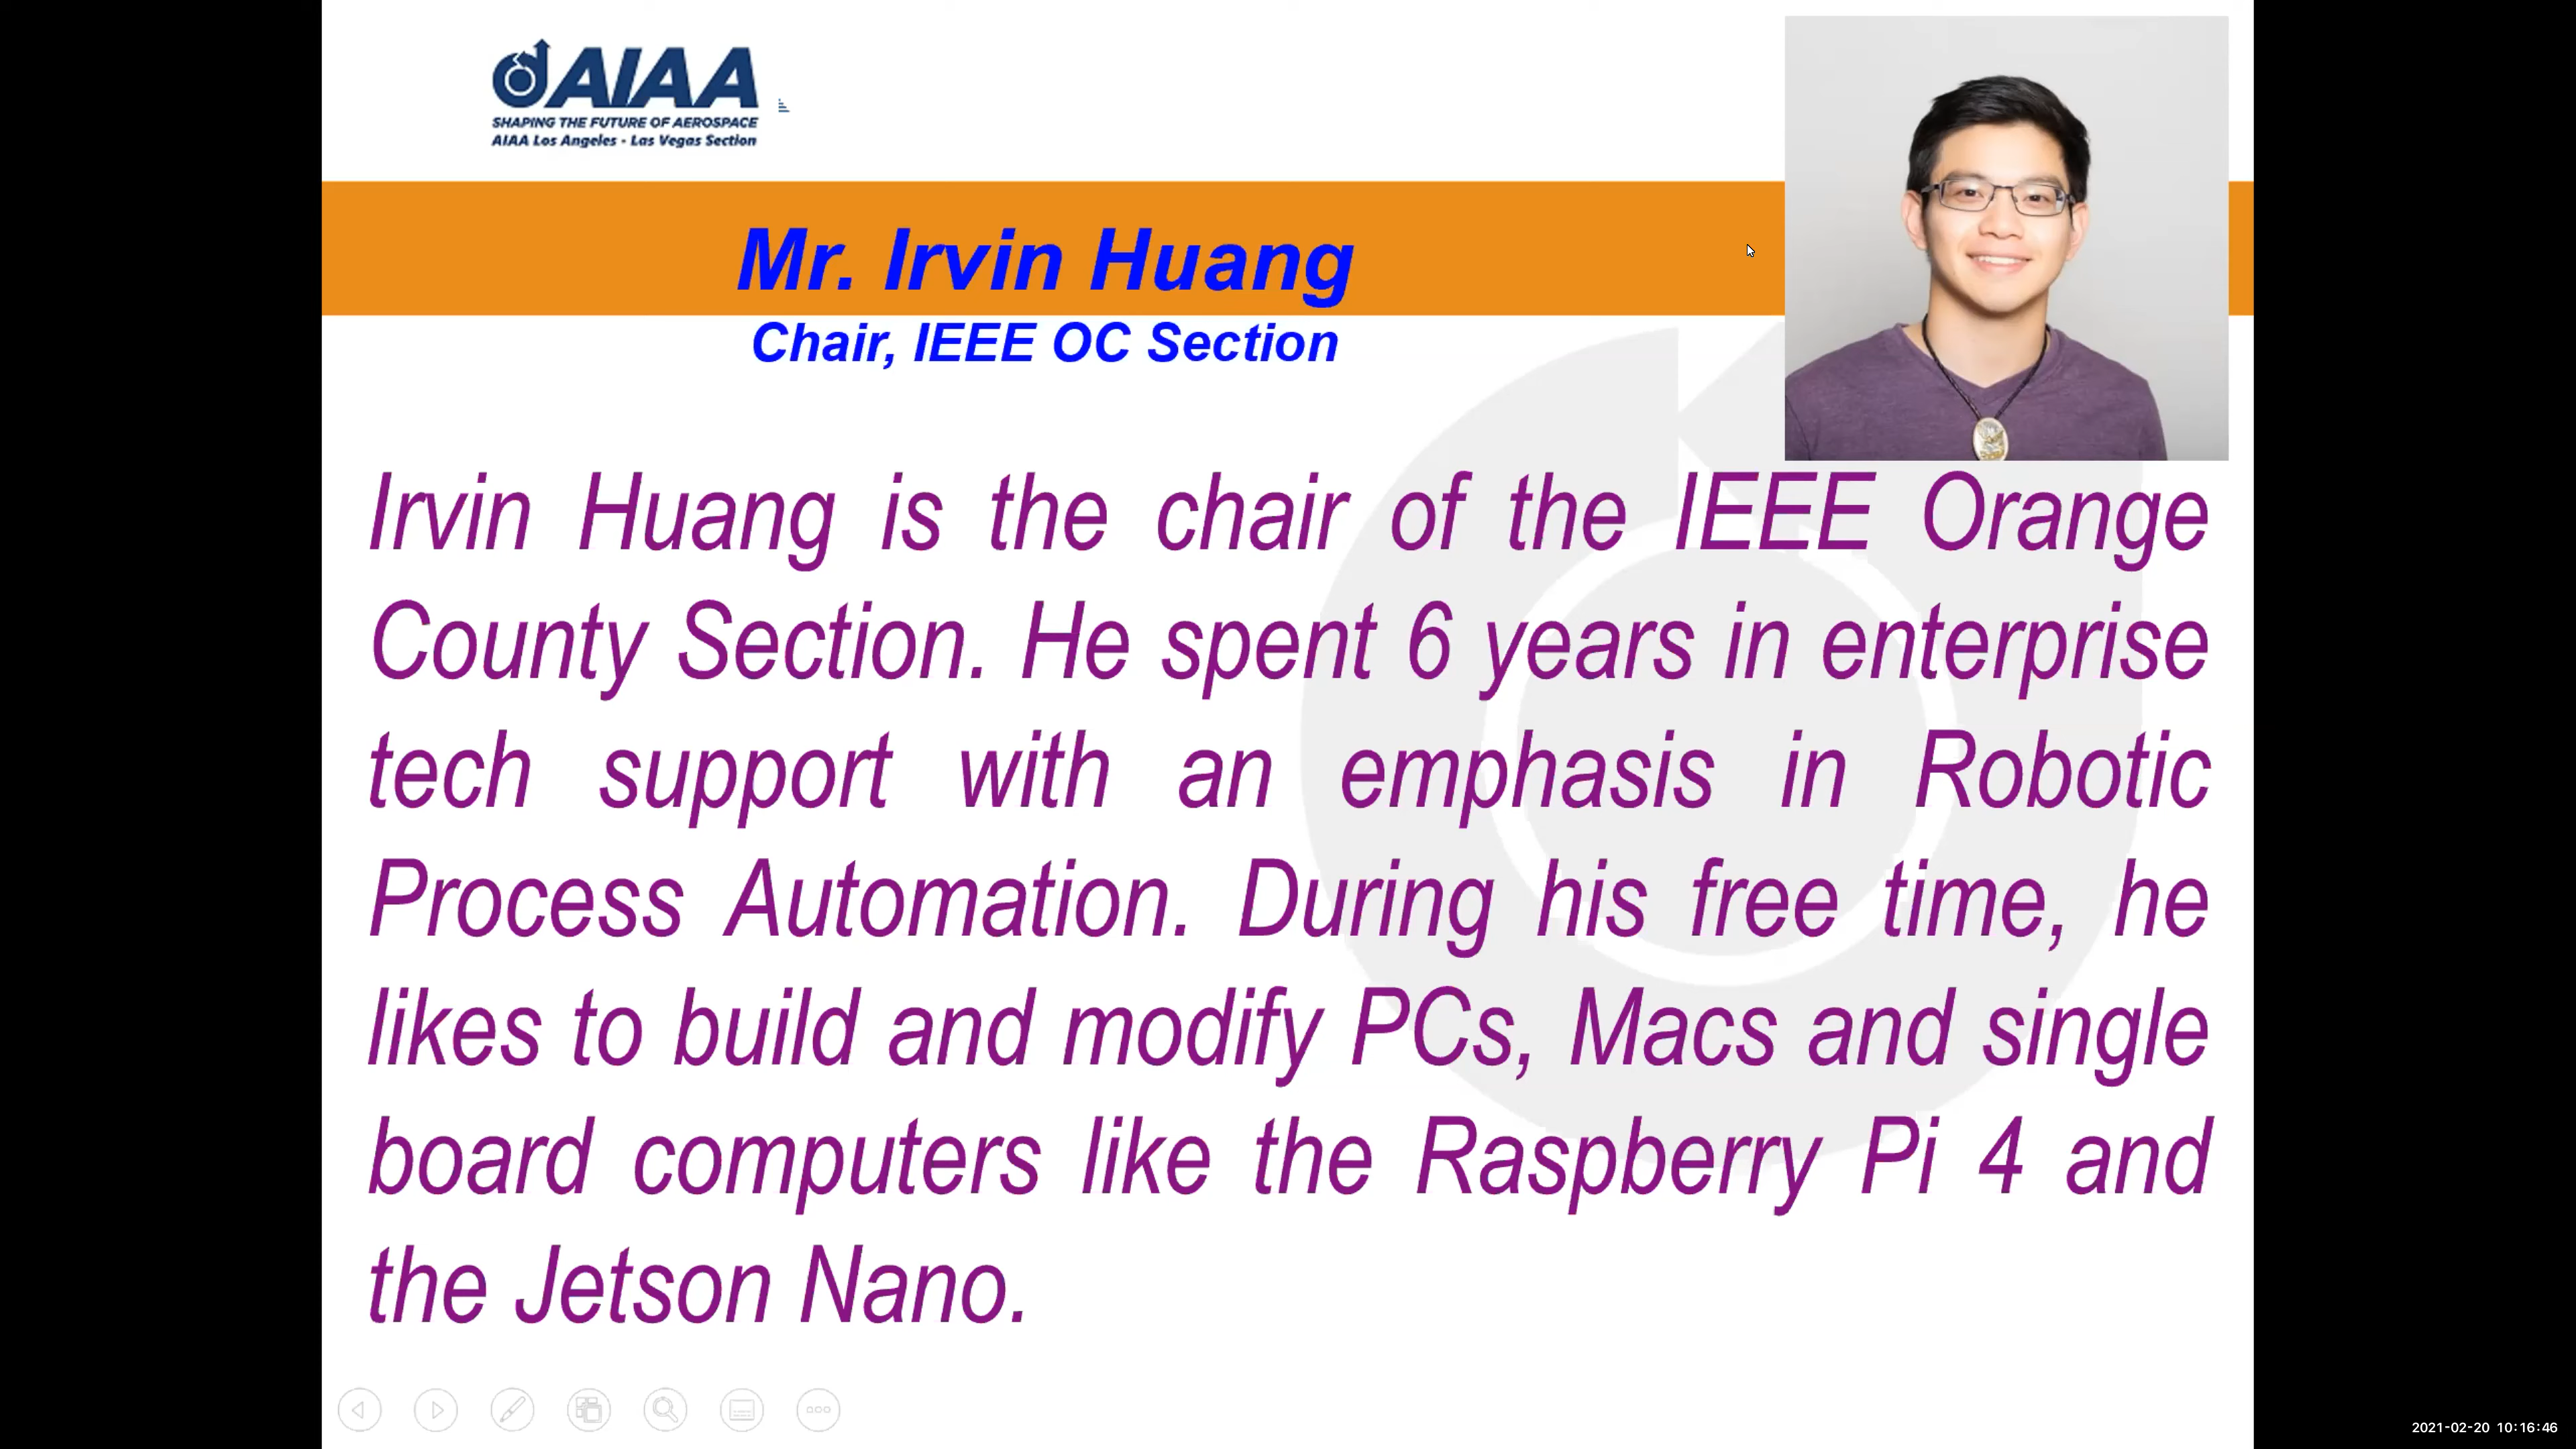 AIAA
SHAPING THE FUTURE OF AEROSPACE
AIAA Los Angeles - Las Vegas Section
Mr. Irvin Huang
Chair, IEEE OC Section
Irvin Huang is the chair of the IEEE Orange
County Section. He spent 6 years in enterprise
tech support with an emphasis in Robotic
Process Automation. During his free time, he
likes to build and modify PCs, Macs and single
board computers like the Raspberry Pi 4 and
the Jetson Nano.
2021-02-20 10:16:46